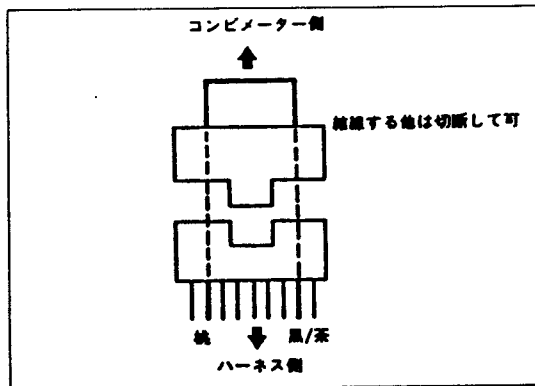 コンビメーター側
結線する他は切断して可
桃
黒/茶
ハーネス側